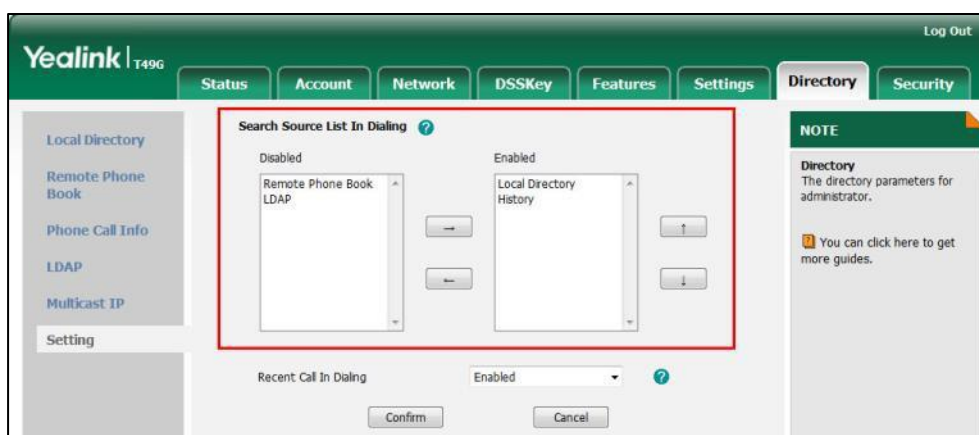 Log Out
Yealink | T49G
Status Account Network DSSKey Features Settings Directory Security
Local Directory
Remote Phone
Book
Phone Call Info
LDAP
Multicast IP
Setting
Search Source List In Dialing ?
Disabled
Remote Phone Book
LDAP
→
←
Enabled
Local Directory
History
↑
↓
Recent Call In Dialing Enabled ?
Confirm Cancel
NOTE
Directory
The directory parameters for
administrator.
? You can click here to get
more guides.